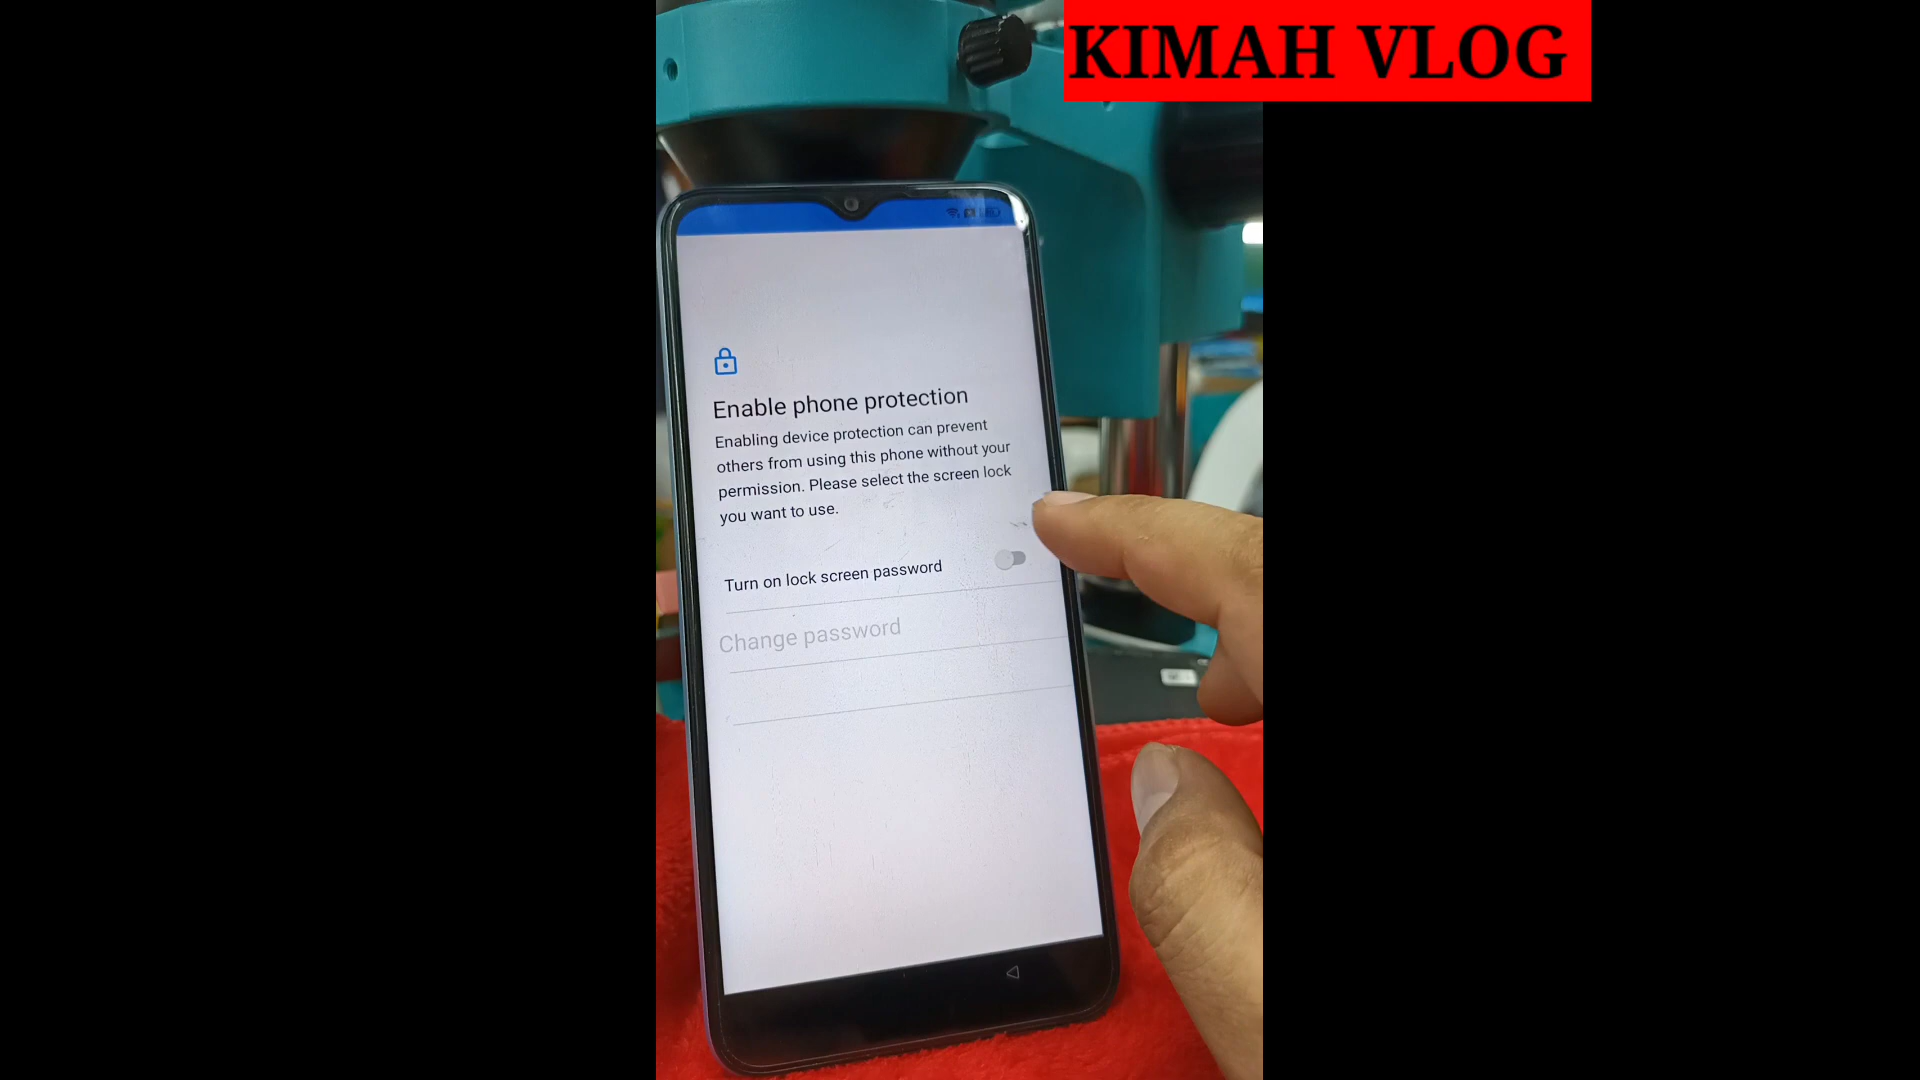 KIMAH VLOG
Enable phone protection
Enabling device protection can prevent
others from using this phone without your
permission. Please select the screen lock
you want to use.
Turn on lock screen password
Change password